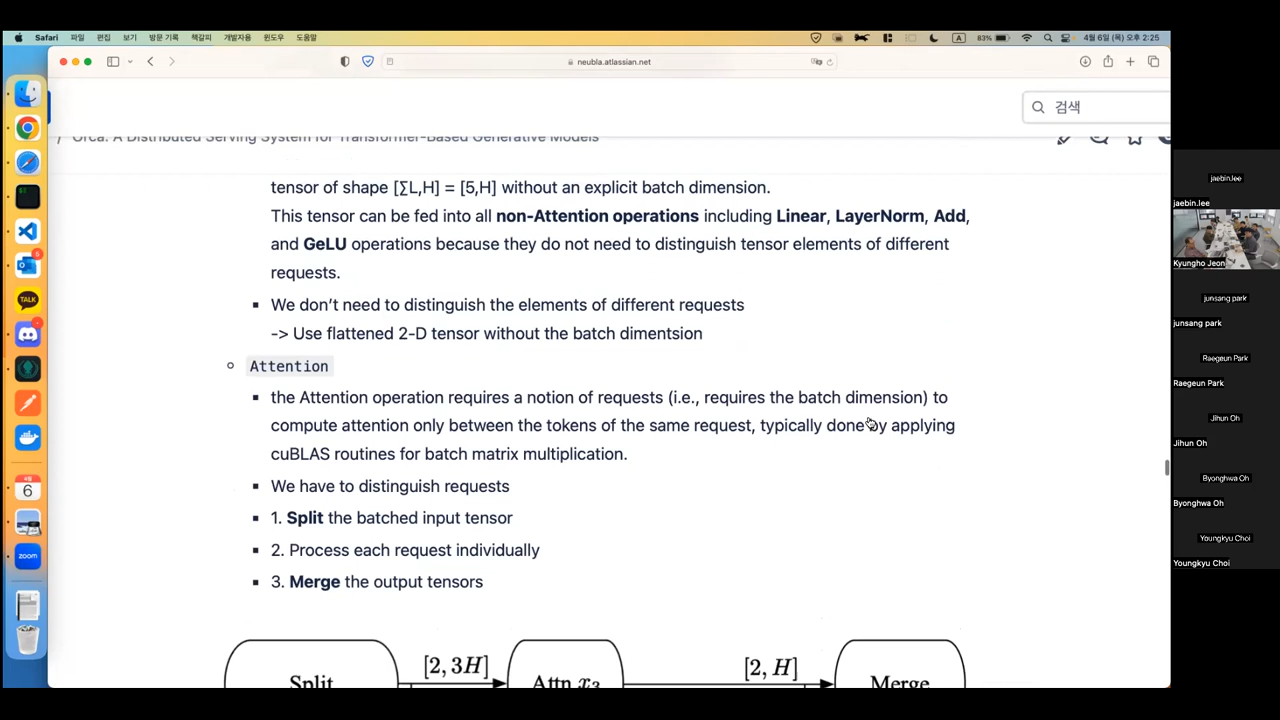 Safari 파일 편집 보기 방문 기록 책갈피 개발자용 윈도우 도움말 A 83% 4월 6일 (목) 오후 2:25
neubla.atlassian.net
검색
/ Orca: A Distributed Serving System for Transformer-Based Generative Models
tensor of shape [∑L,H] = [5,H] without an explicit batch dimension.
This tensor can be fed into all non-Attention operations including Linear, LayerNorm, Add,
and GeLU operations because they do not need to distinguish tensor elements of different
requests.
▪ We don’t need to distinguish the elements of different requests
-> Use flattened 2-D tensor without the batch dimentsion
○ Attention
▪ the Attention operation requires a notion of requests (i.e., requires the batch dimension) to
compute attention only between the tokens of the same request, typically done by applying
cuBLAS routines for batch matrix multiplication.
▪ We have to distinguish requests
▪ 1. Split the batched input tensor
▪ 2. Process each request individually
▪ 3. Merge the output tensors
[2, 3H] [2, H]
Split Attn x3 Merge
TALK
4월
6
zoom
jaebin.lee
jaebin.lee
Kyungho Jeon
junsang park
junsang park
Raegeun Park
Raegeun Park
Jihun Oh
Jihun Oh
Byonghwa Oh
Byonghwa Oh
Youngkyu Choi
Youngkyu Choi